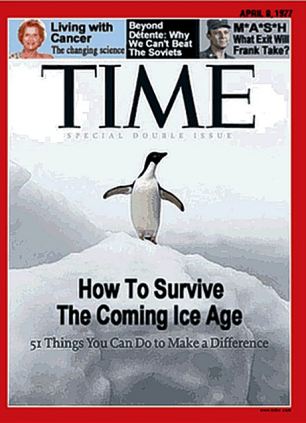 APRIL 9, 1977
Living with
Cancer
The changing science
Beyond
Détente: Why
We Can't Beat
The Soviets
M*A*S*H
What Exit Will
Frank Take?
TIME
SPECIAL DOUBLE ISSUE
How To Survive
The Coming Ice Age
51 Things You Can Do to Make a Difference